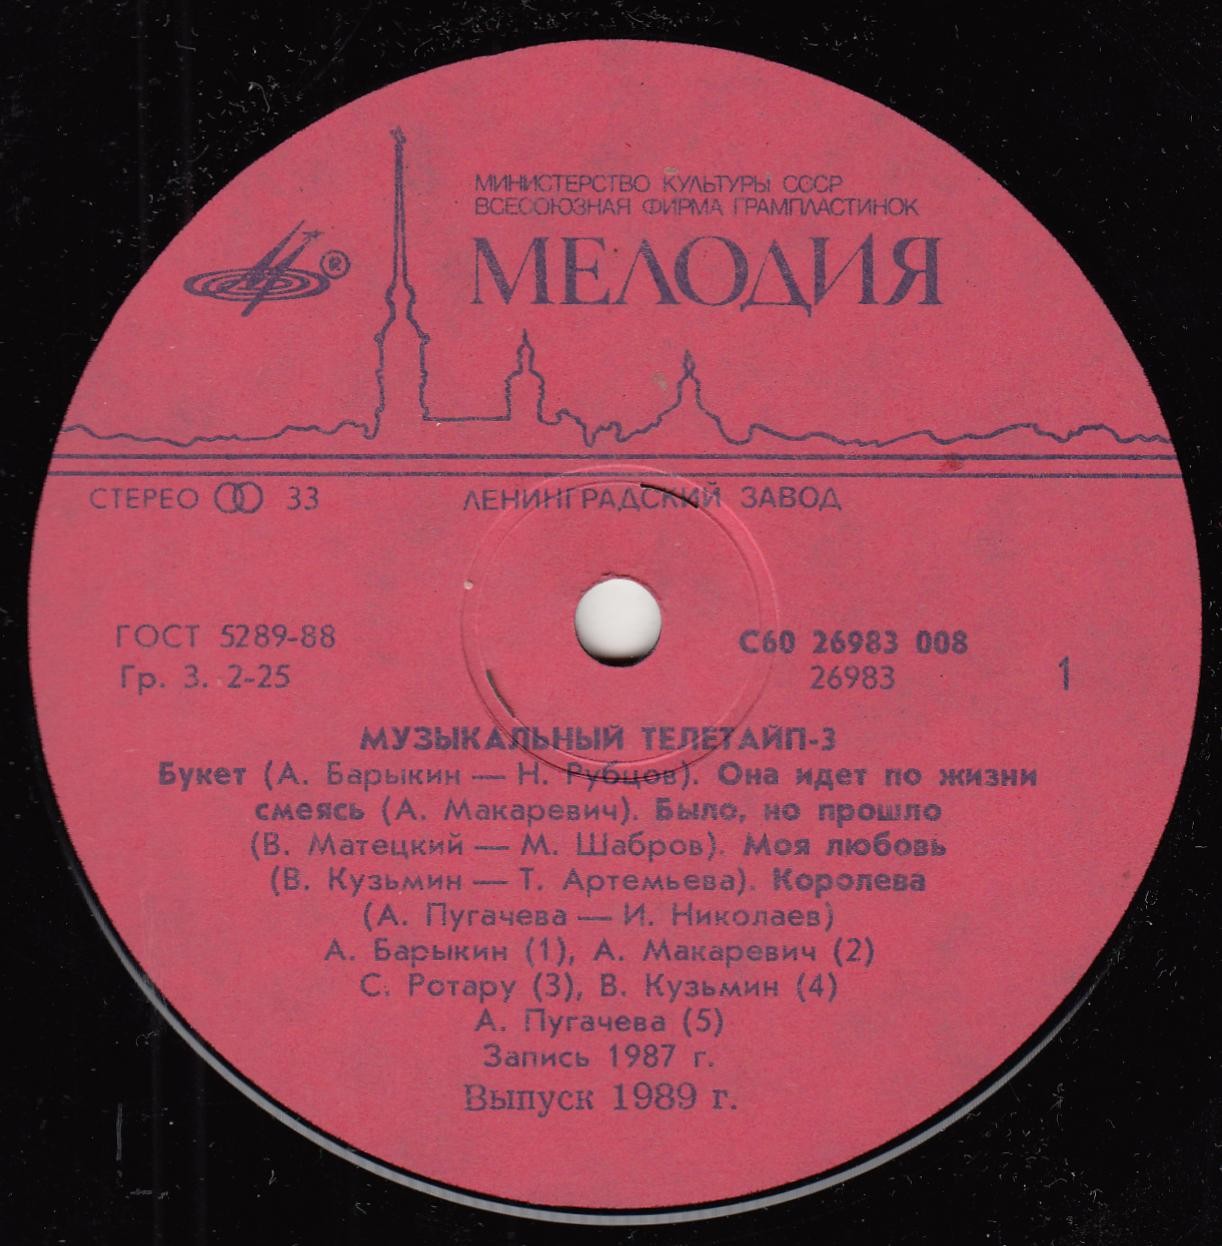 МИНИСТЕРСТВО КУЛЬТУРЫ СССР
ВСЕСОЮЗНАЯ ФИРМА ГРАМПЛАСТИНОК
МЕЛОДИЯ
®
СТЕРЕО 33 ЛЕНИНГРАДСКИЙ ЗАВОД
ГОСТ 5289-88 С60 26983 008
Гр. 3. 2-25 26983 1
МУЗЫКАЛЬНЫЙ ТЕЛЕТАЙП-3
Букет (А. Барыкин — Н. Рубцов). Она идет по жизни
смеясь (А. Макаревич). Было, но прошло
(В. Матецкий — М. Шабров). Моя любовь
(В. Кузьмин — Т. Артемьева). Королева
(А. Пугачева — И. Николаев)
А. Барыкин (1), А. Макаревич (2)
С. Ротару (3), В. Кузьмин (4)
А. Пугачева (5)
Запись 1987 г.
Выпуск 1989 г.